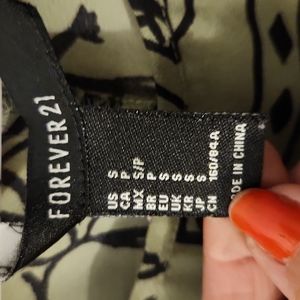 FOREVER 21
US S
CA P
MX S/P
BR P
EU S
UK S
KR S
JP S
CN 160/84A
IN CHINA